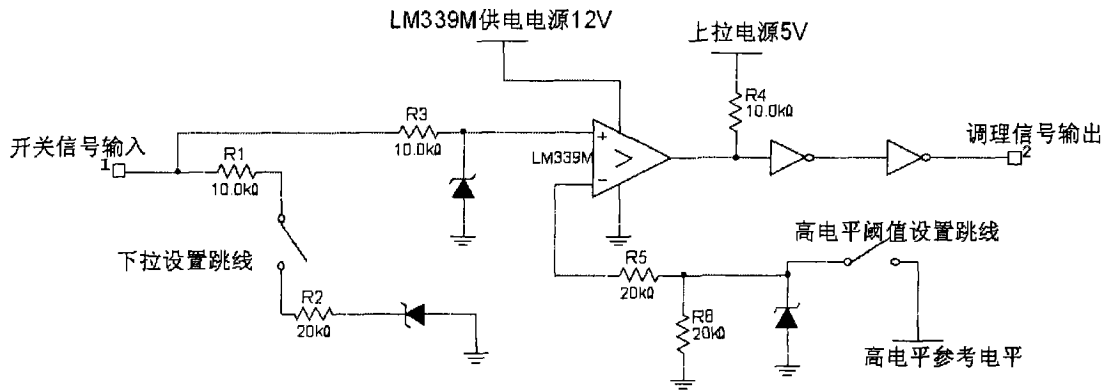 LM339M供电电源12V
上拉电源5V
R4
10.0kΩ
R3
10.0kΩ
开关信号输入
1
R1
10.0kΩ
+
LM339M
>
−
调理信号输出
2
下拉设置跳线
高电平阈值设置跳线
R5
20kΩ
R2
20kΩ
R6
20kΩ
高电平参考电平